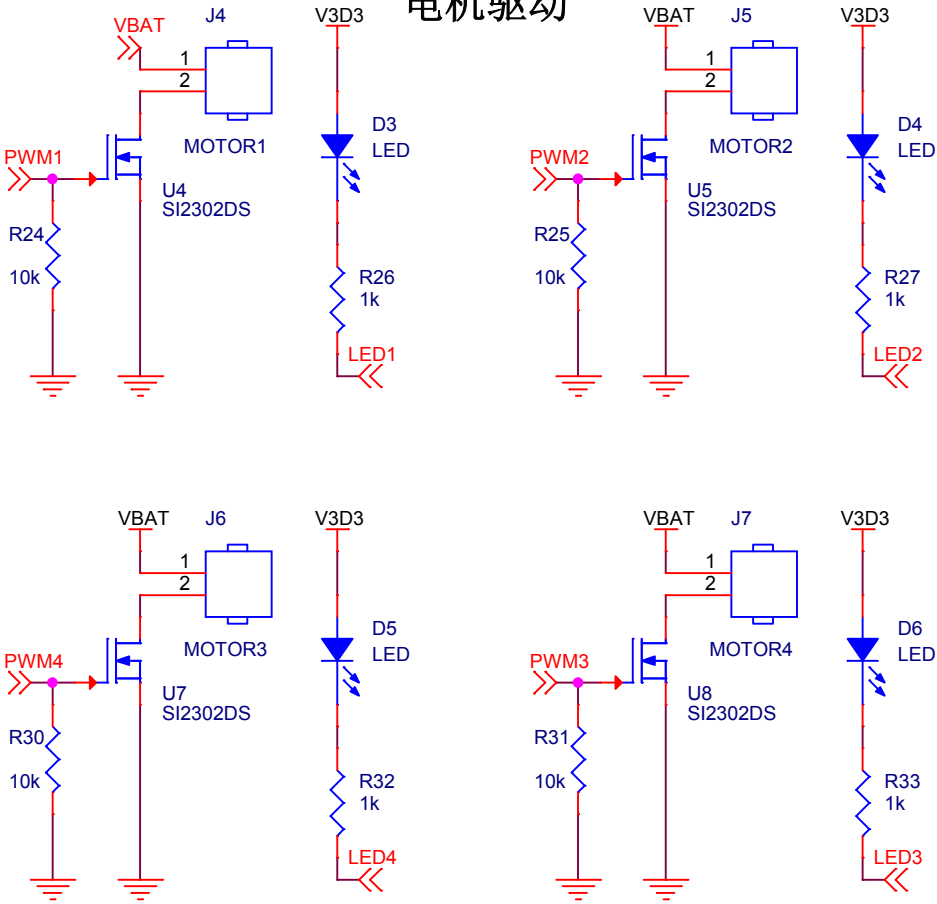 电机驱动
VBAT
J4
V3D3
1
2
MOTOR1
D3
LED
PWM1
U4
SI2302DS
R24
10k
R26
1k
LED1
VBAT
J5
V3D3
1
2
MOTOR2
D4
LED
PWM2
U5
SI2302DS
R25
10k
R27
1k
LED2
VBAT
J6
V3D3
1
2
MOTOR3
D5
LED
PWM4
U7
SI2302DS
R30
10k
R32
1k
LED4
VBAT
J7
V3D3
1
2
MOTOR4
D6
LED
PWM3
U8
SI2302DS
R31
10k
R33
1k
LED3